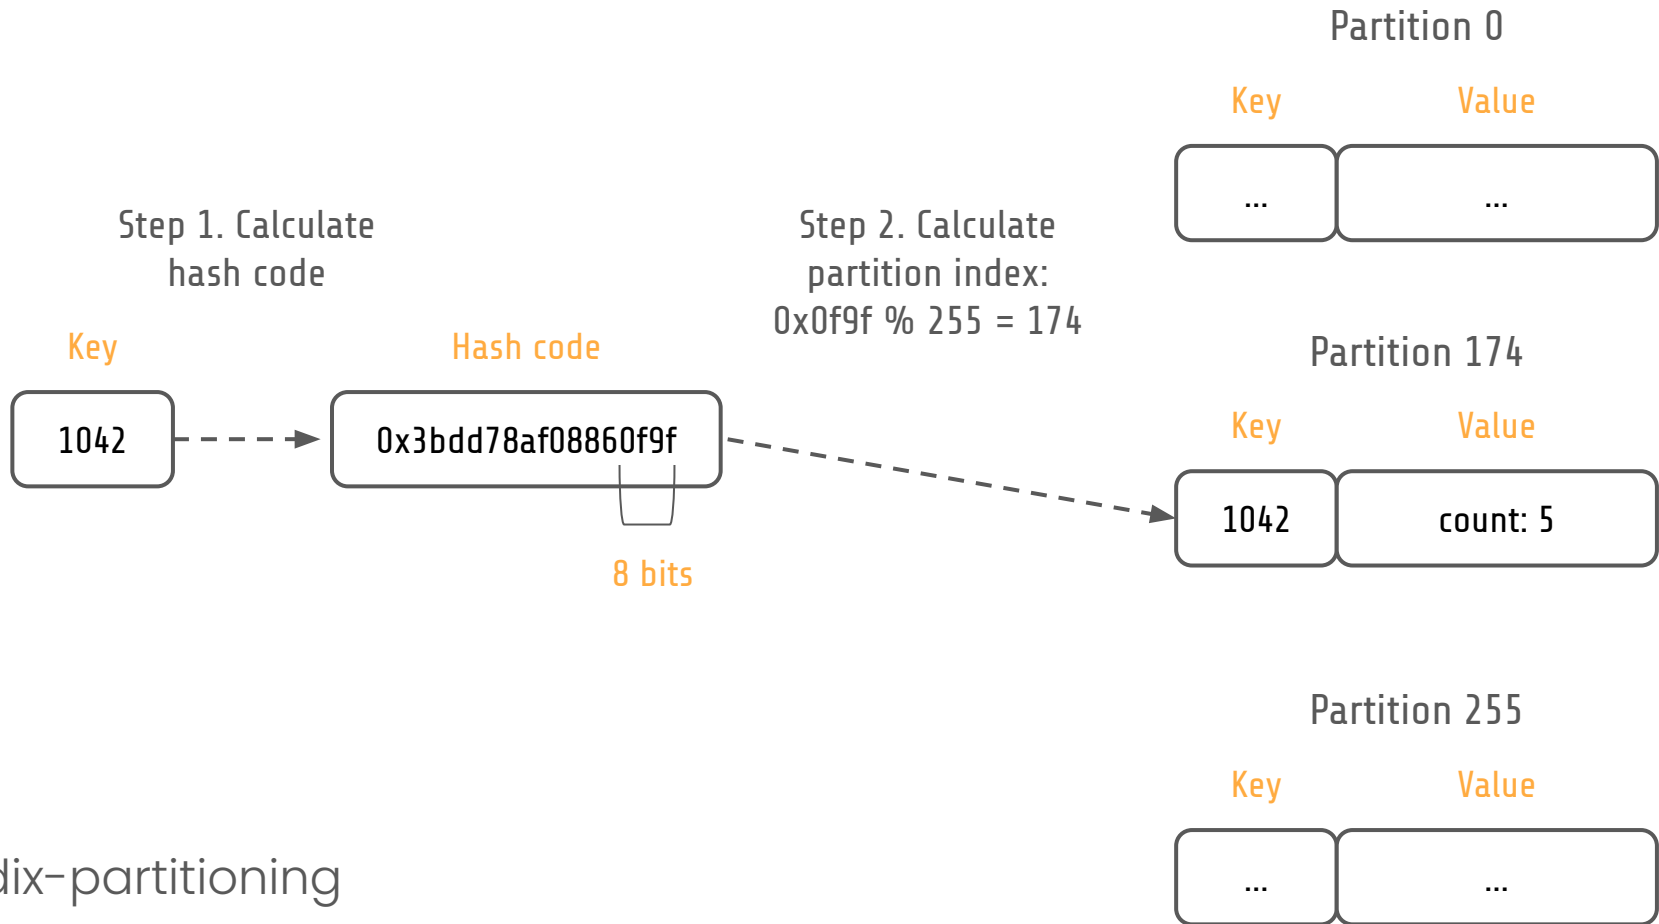 Partition 0
Key Value
... ...
Step 1. Calculate
hash code
Step 2. Calculate
partition index:
0x0f9f % 255 = 174
Key
Hash code
1042
0x3bdd78af08860f9f
8 bits
Partition 174
Key Value
1042 count: 5
Partition 255
Key Value
... ...
dix-partitioning